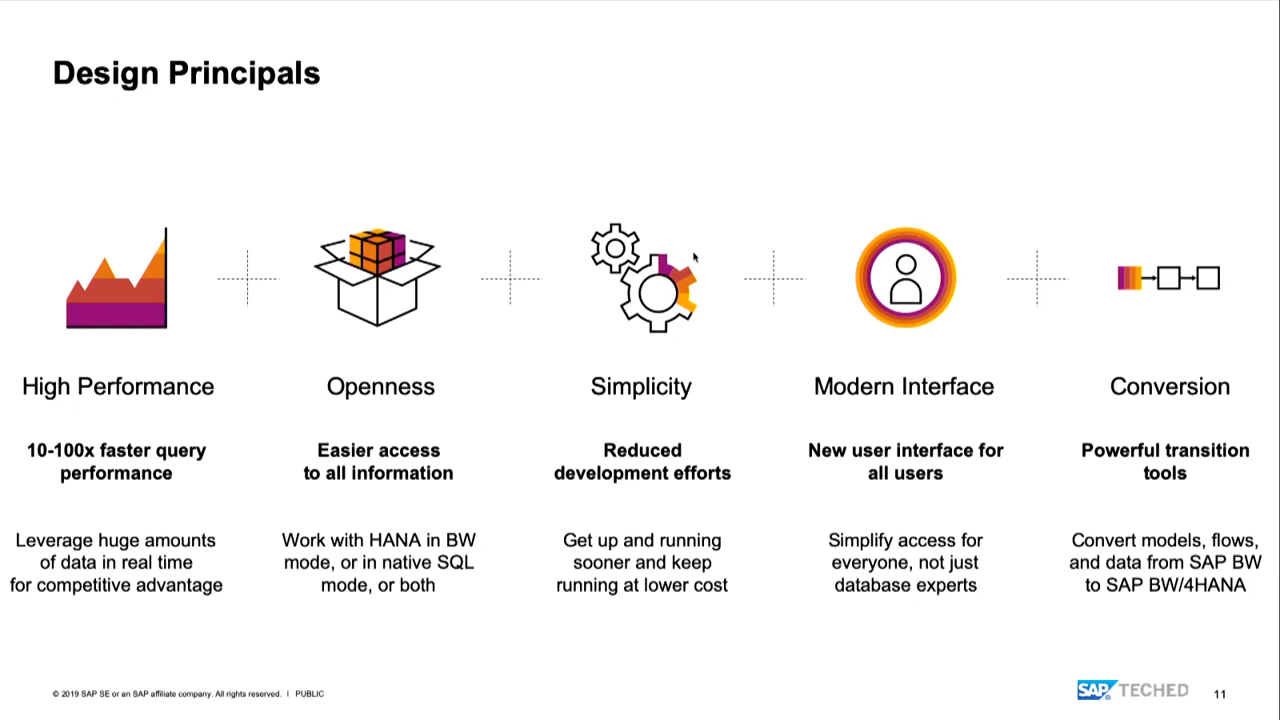 Design Principals
High Performance
10-100x faster query
performance
Leverage huge amounts
of data in real time
for competitive advantage
Openness
Easier access
to all information
Work with HANA in BW
mode, or in native SQL
mode, or both
Simplicity
Reduced
development efforts
Get up and running
sooner and keep
running at lower cost
Modern Interface
New user interface for
all users
Simplify access for
everyone, not just
database experts
Conversion
Powerful transition
tools
Convert models, flows,
and data from SAP BW
to SAP BW/4HANA
© 2019 SAP SE or an SAP affiliate company. All rights reserved. I PUBLIC
SAP® TECHED
11